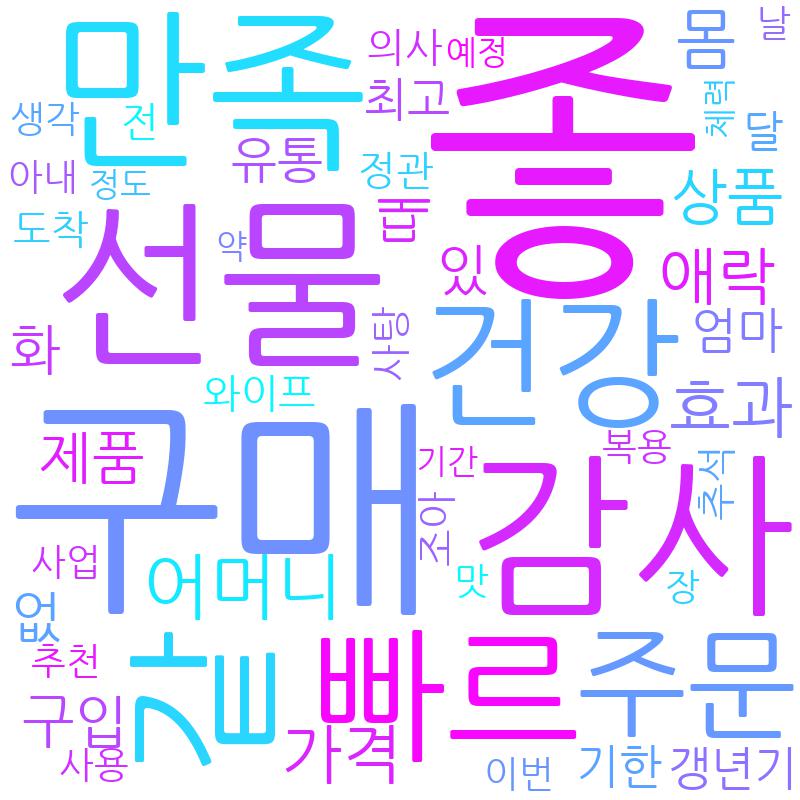 만족
좋
의사
예정
몸
날
최고
체력
달
생각
전
유통
정관
상품
아내
정도
때
도착
약
선물
있
애락
화
사탕
건강
엄마
와이프
효과
제품
구매
기간
복용
추석
조아
감사
사업
어머니
맛
장
없
추천
같
빠르
주문
구입
가격
사용
이번
기한
갱년기